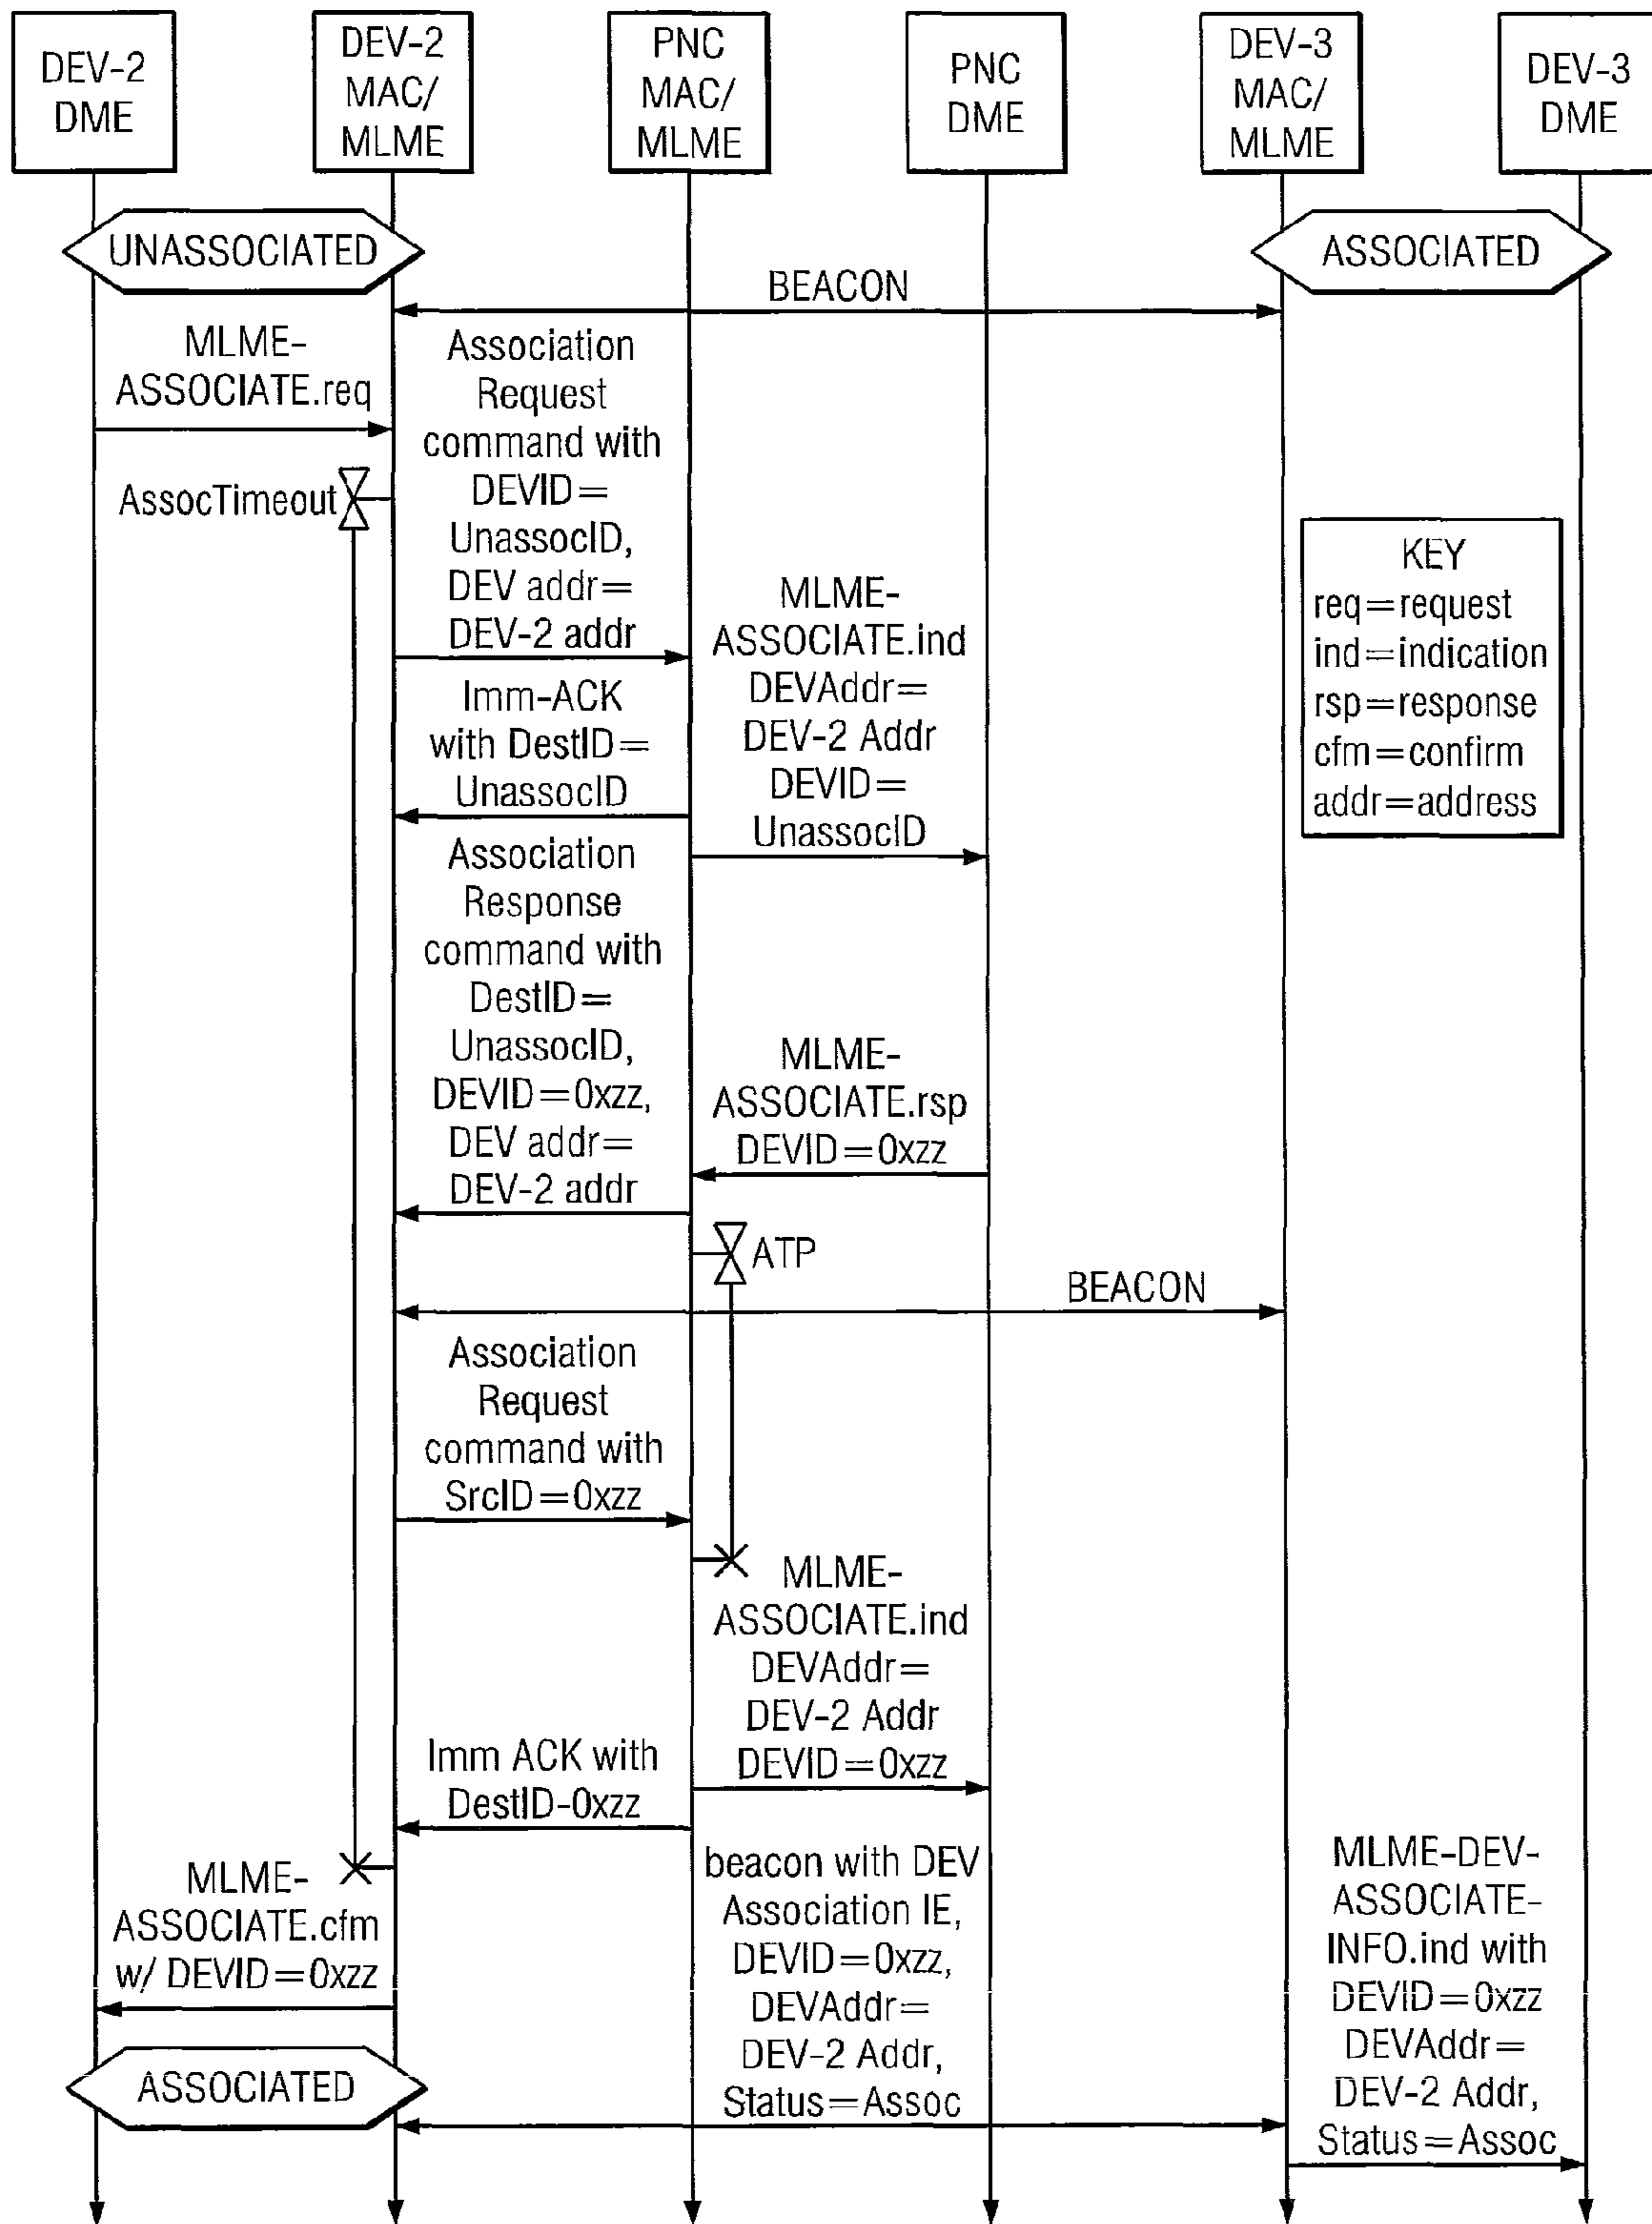 DEV-2
DME
DEV-2
MAC/
MLME
PNC
MAC/
MLME
PNC
DME
DEV-3
MAC/
MLME
DEV-3
DME
UNASSOCIATED
ASSOCIATED
BEACON
MLME-
ASSOCIATE.req
Association
Request
command with
DEVID=
UnassocID,
DEV addr=
DEV-2 addr
AssocTimeout
KEY
req=request
ind=indication
rsp=response
cfm=confirm
addr=address
MLME-
ASSOCIATE.ind
DEVAddr=
DEV-2 Addr
DEVID=
UnassocID
Imm-ACK
with DestID=
UnassocID
Association
Response
command with
DestID=
UnassocID,
DEVID=0xzz,
DEV addr=
DEV-2 addr
MLME-
ASSOCIATE.rsp
DEVID=0xzz
ATP
BEACON
Association
Request
command with
SrcID=0xzz
MLME-
ASSOCIATE.ind
DEVAddr=
DEV-2 Addr
DEVID=0xzz
Imm ACK with
DestID-0xzz
MLME-
ASSOCIATE.cfm
w/ DEVID=0xzz
beacon with DEV
Association IE,
DEVID=0xzz,
DEVAddr=
DEV-2 Addr,
Status=Assoc
MLME-DEV-
ASSOCIATE-
INFO.ind with
DEVID=0xzz
DEVAddr=
DEV-2 Addr,
Status=Assoc
ASSOCIATED